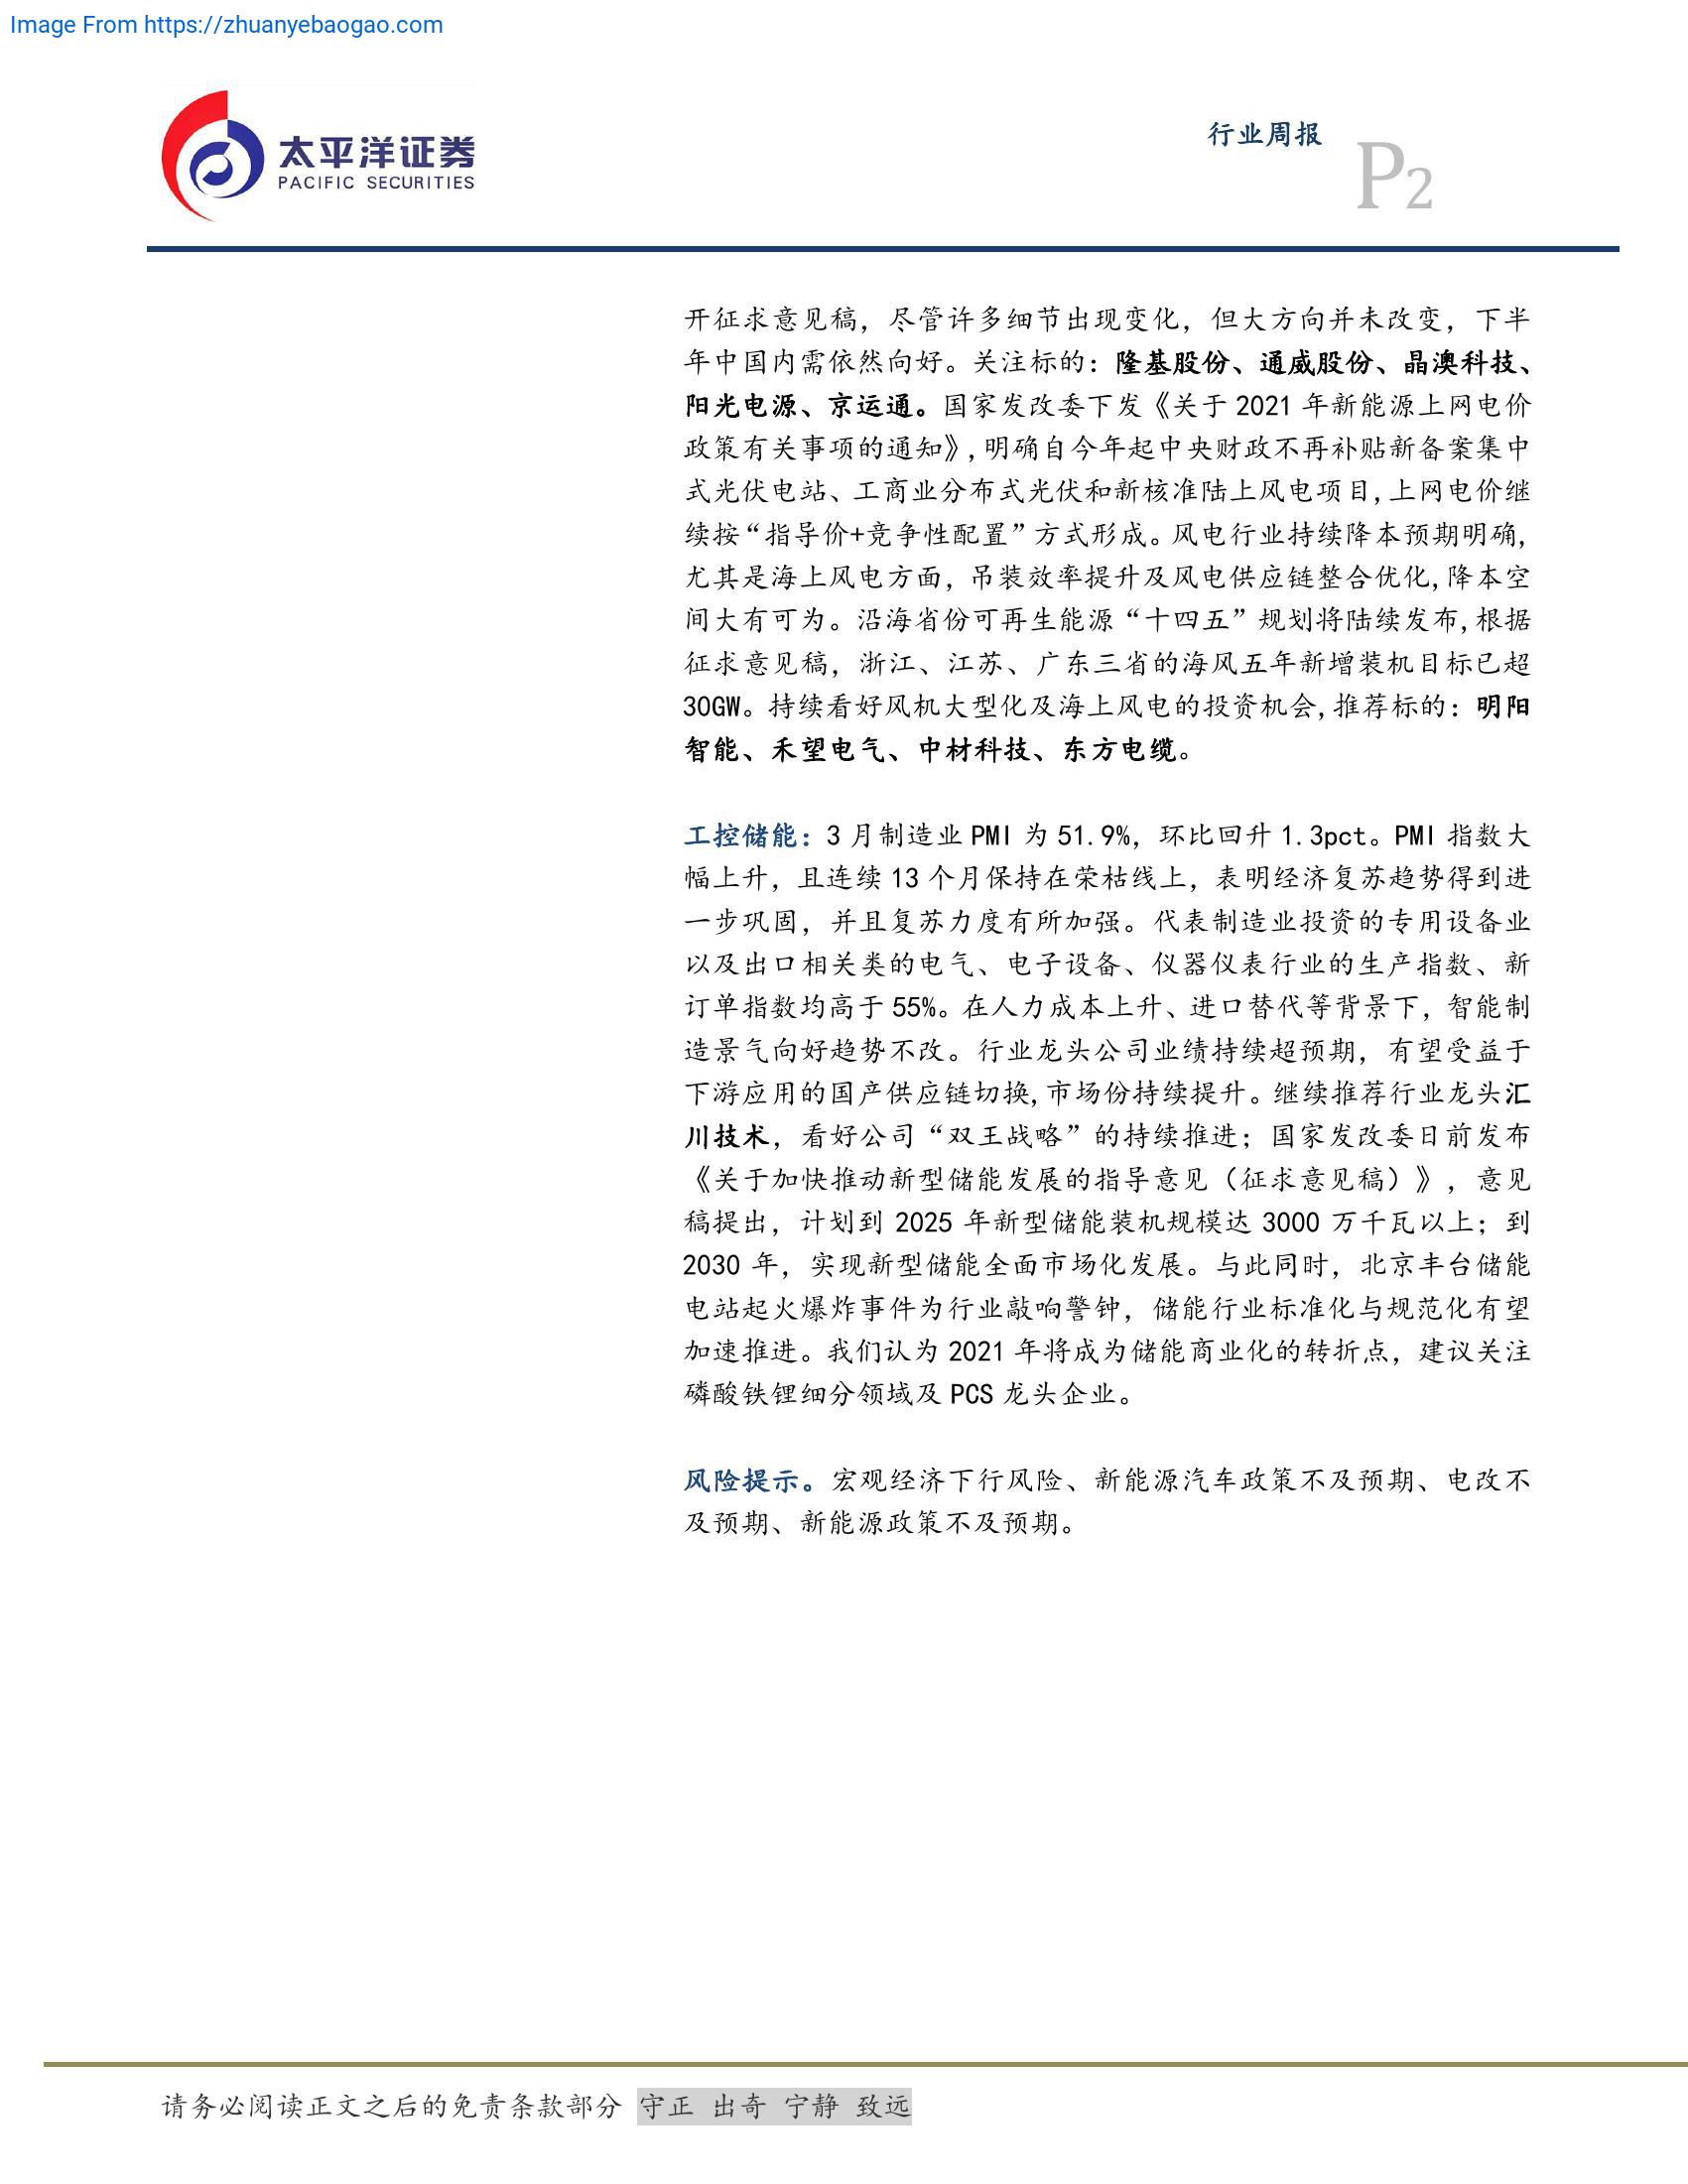 Image From https://zhuanyebaogao.com
太平洋证券
PACIFIC SECURITIES
行业周报
P2
开征求意见稿，尽管许多细节出现变化，但大方向并未改变，下半
年中国内需依然向好。关注标的：隆基股份、通威股份、晶澳科技、
阳光电源、京运通。国家发改委下发《关于 2021 年新能源上网电价
政策有关事项的通知》,明确自今年起中央财政不再补贴新备案集中
式光伏电站、工商业分布式光伏和新核准陆上风电项目,上网电价继
续按“指导价+竞争性配置”方式形成。风电行业持续降本预期明确,
尤其是海上风电方面，吊装效率提升及风电供应链整合优化,降本空
间大有可为。沿海省份可再生能源“十四五”规划将陆续发布,根据
征求意见稿，浙江、江苏、广东三省的海风五年新增装机目标已超
30GW。持续看好风机大型化及海上风电的投资机会,推荐标的：明阳
智能、禾望电气、中材科技、东方电缆。
工控储能：3 月制造业 PMI 为 51.9%，环比回升 1.3pct。PMI 指数大
幅上升，且连续 13 个月保持在荣枯线上，表明经济复苏趋势得到进
一步巩固，并且复苏力度有所加强。代表制造业投资的专用设备业
以及出口相关类的电气、电子设备、仪器仪表行业的生产指数、新
订单指数均高于 55%。在人力成本上升、进口替代等背景下，智能制
造景气向好趋势不改。行业龙头公司业绩持续超预期，有望受益于
下游应用的国产供应链切换,市场份持续提升。继续推荐行业龙头汇
川技术，看好公司“双王战略”的持续推进；国家发改委日前发布
《关于加快推动新型储能发展的指导意见（征求意见稿）》，意见
稿提出，计划到 2025 年新型储能装机规模达 3000 万千瓦以上；到
2030 年，实现新型储能全面市场化发展。与此同时，北京丰台储能
电站起火爆炸事件为行业敲响警钟，储能行业标准化与规范化有望
加速推进。我们认为 2021 年将成为储能商业化的转折点，建议关注
磷酸铁锂细分领域及 PCS 龙头企业。
风险提示。宏观经济下行风险、新能源汽车政策不及预期、电改不
及预期、新能源政策不及预期。
请务必阅读正文之后的免责条款部分 守正 出奇 宁静 致远